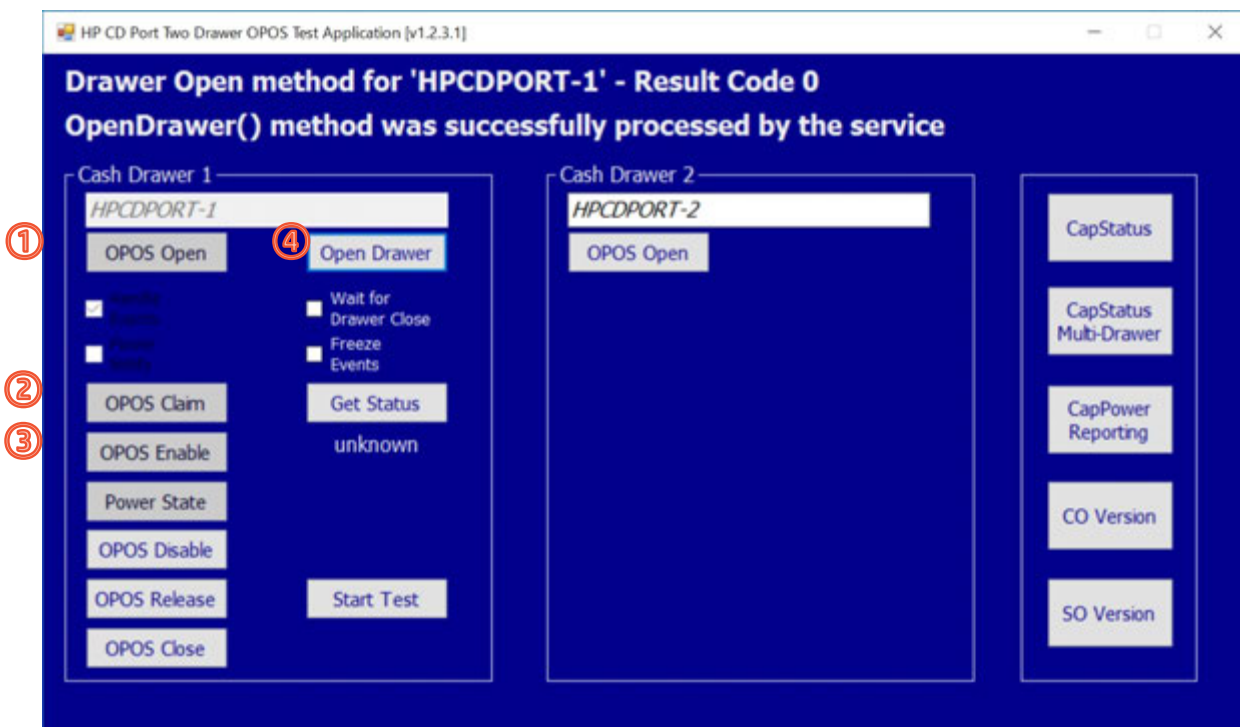 HP CD Port Two Drawer OPOS Test Application [v1.2.3.1]
Drawer Open method for 'HPCDPORT-1' - Result Code 0
OpenDrawer() method was successfully processed by the service
Cash Drawer 1
HPCDPORT-1
①
OPOS Open
④
Open Drawer
Wait for
Drawer Close
Freeze
Events
②
OPOS Claim
Get Status
③
OPOS Enable
unknown
Power State
OPOS Disable
OPOS Release
Start Test
OPOS Close
Cash Drawer 2
HPCDPORT-2
OPOS Open
CapStatus
CapStatus
Multi-Drawer
CapPower
Reporting
CO Version
SO Version